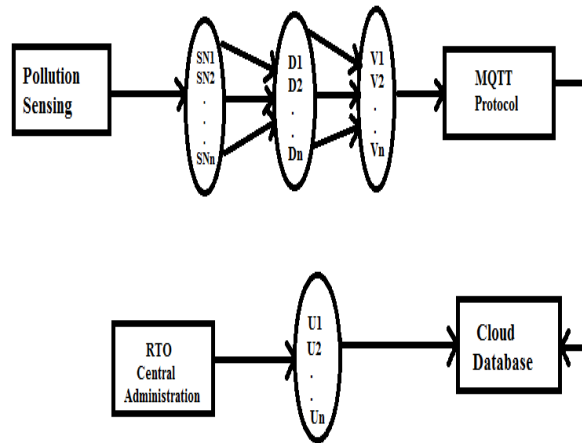 Pollution
Sensing
SN1
SN2
.
.
.
SNn
D1
D2
.
.
Dn
V1
V2
.
.
Vn
MQTT
Protocol
RTO
Central
Administration
U1
U2
.
.
Un
Cloud
Database